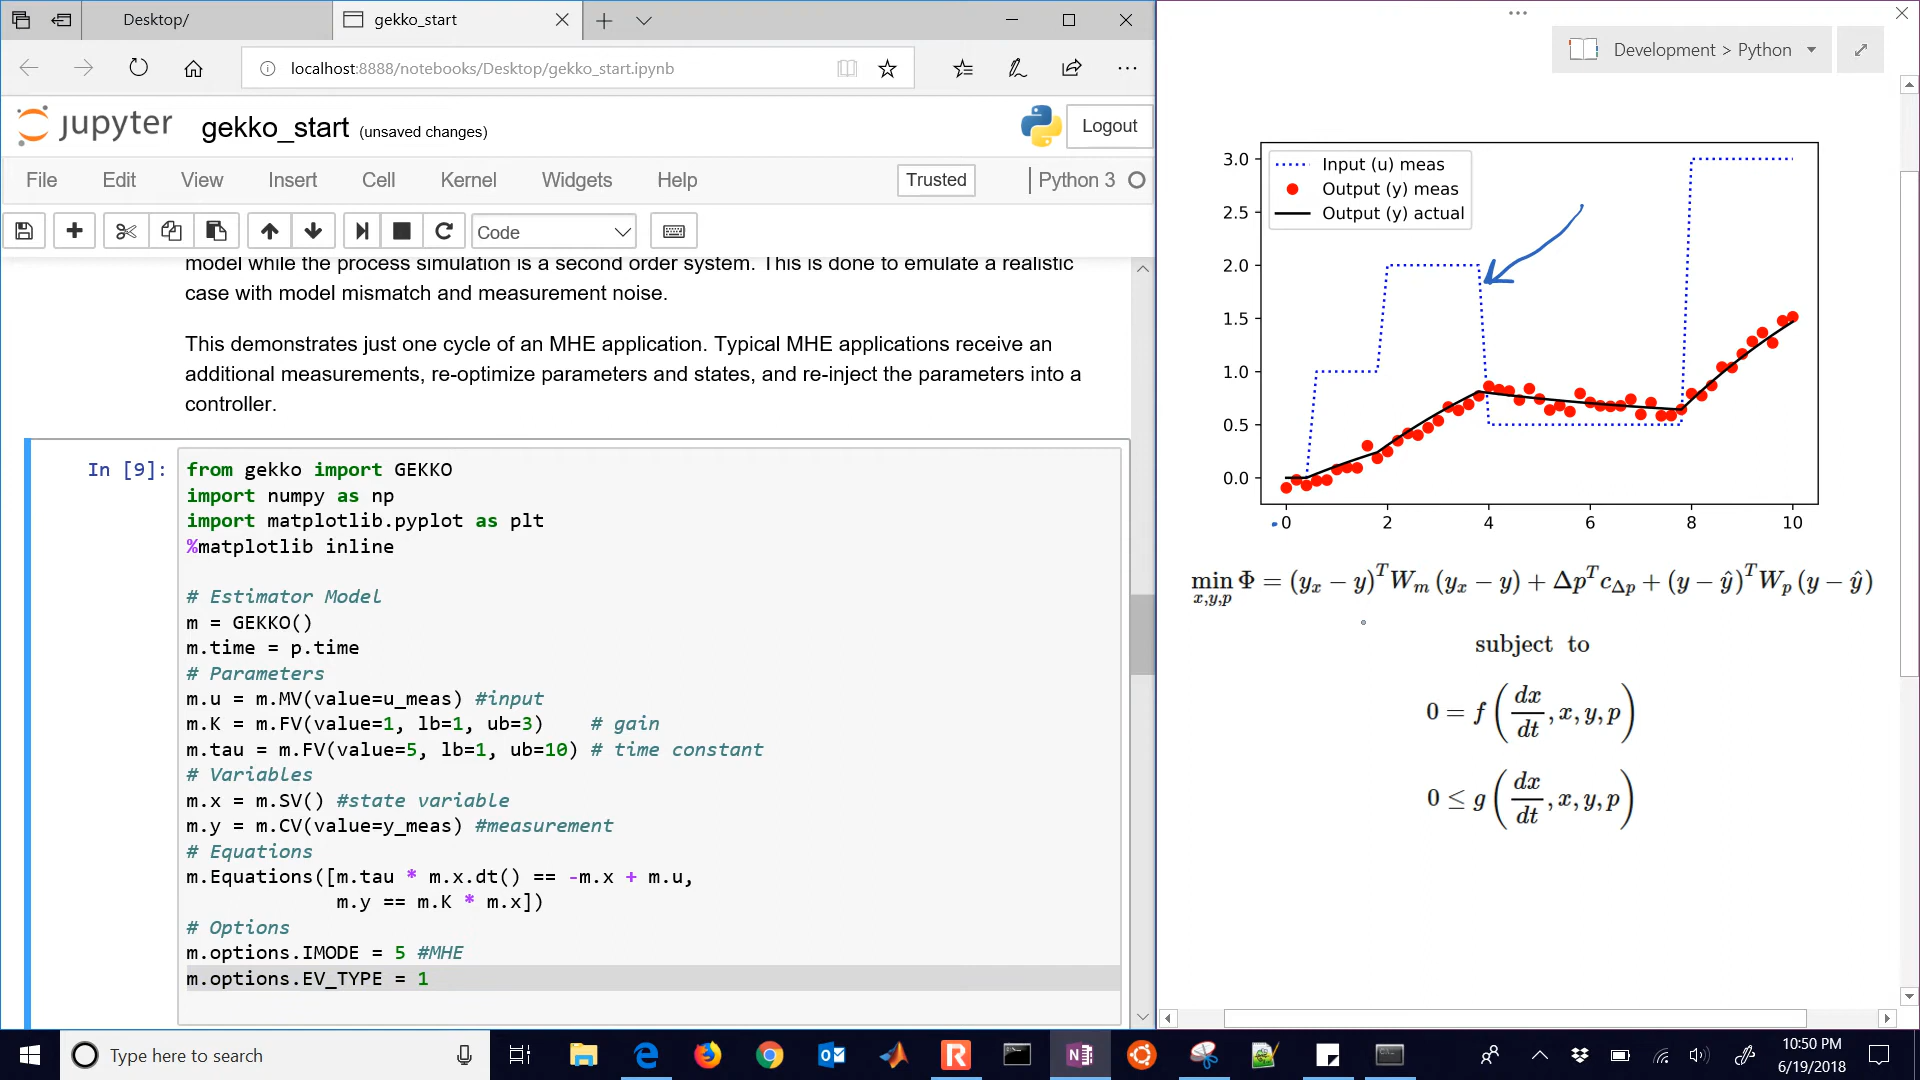 Desktop/
gekko_start
localhost:8888/notebooks/Desktop/gekko_start.ipynb
jupyter gekko_start (unsaved changes)
Logout
File Edit View Insert Cell Kernel Widgets Help
Trusted
Python 3
Code
model while the process simulation is a second order system. This is done to emulate a realistic
case with model mismatch and measurement noise.
This demonstrates just one cycle of an MHE application. Typical MHE applications receive an
additional measurements, re-optimize parameters and states, and re-inject the parameters into a
controller.
In [9]:
from gekko import GEKKO
import numpy as np
import matplotlib.pyplot as plt
%matplotlib inline
# Estimator Model
m = GEKKO()
m.time = p.time
# Parameters
m.u = m.MV(value=u_meas) #input
m.K = m.FV(value=1, lb=1, ub=3)    # gain
m.tau = m.FV(value=5, lb=1, ub=10) # time constant
# Variables
m.x = m.SV() #state variable
m.y = m.CV(value=y_meas) #measurement
# Equations
m.Equations([m.tau * m.x.dt() == -m.x + m.u,
             m.y == m.K * m.x])
# Options
m.options.IMODE = 5 #MHE
m.options.EV_TYPE = 1
Development > Python
Input (u) meas
Output (y) meas
Output (y) actual
3.0
2.5
2.0
1.5
1.0
0.5
0.0
0 2 4 6 8 10
min Φ = (yₓ − y)ᵀ Wₘ (yₓ − y) + Δpᵀ c_Δp + (y − ŷ)ᵀ Wₚ (y − ŷ)
x,y,p
subject to
0 = f (dx/dt, x, y, p)
0 ≤ g (dx/dt, x, y, p)
Type here to search
10:50 PM
6/19/2018